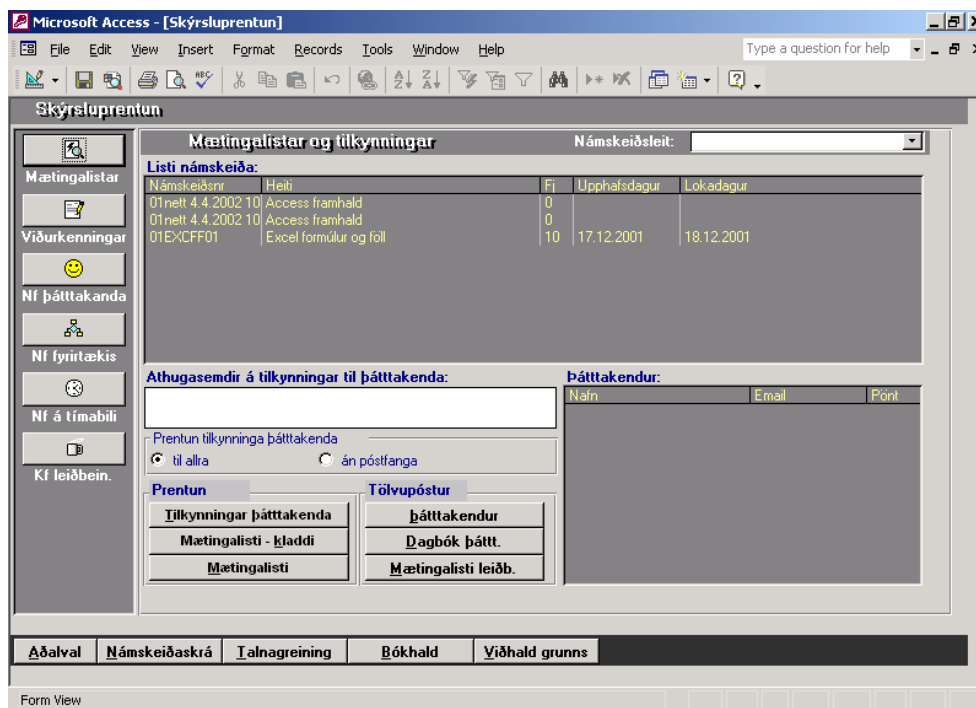 Microsoft Access - [Skýrsluprentun]
File Edit View Insert Format Records Tools Window Help Type a question for help
Skýrsluprentun
Mætingalistar
Viðurkenningar
Nf þátttakanda
Nf fyrirtækis
Nf á tímabili
Kf leiðbein.
Mætingalistar og tilkynningar Námskeiðsleit:
Listi námskeiða:
Námskeiðsnr Heiti Fj Upphafsdagur Lokadagur
01nett 4.4.2002 10 Access framhald 0
01nett 4.4.2002 10 Access framhald 0
01EXCFF01 Excel formúlur og föll 10 17.12.2001 18.12.2001
Athugasemdir á tilkynningar til þátttakenda:
Prentun tilkynninga þátttakenda
til allra án póstfanga
Prentun
Tilkynningar þátttakenda
Mætingalisti - kladdi
Mætingalisti
Tölvupóstur
þátttakendur
Dagbók þáttt.
Mætingalisti leiðb.
Þátttakendur:
Nafn Email Pönt
Aðalval Námskeiðaskrá Talnagreining Bókhald Viðhald grunns
Form View